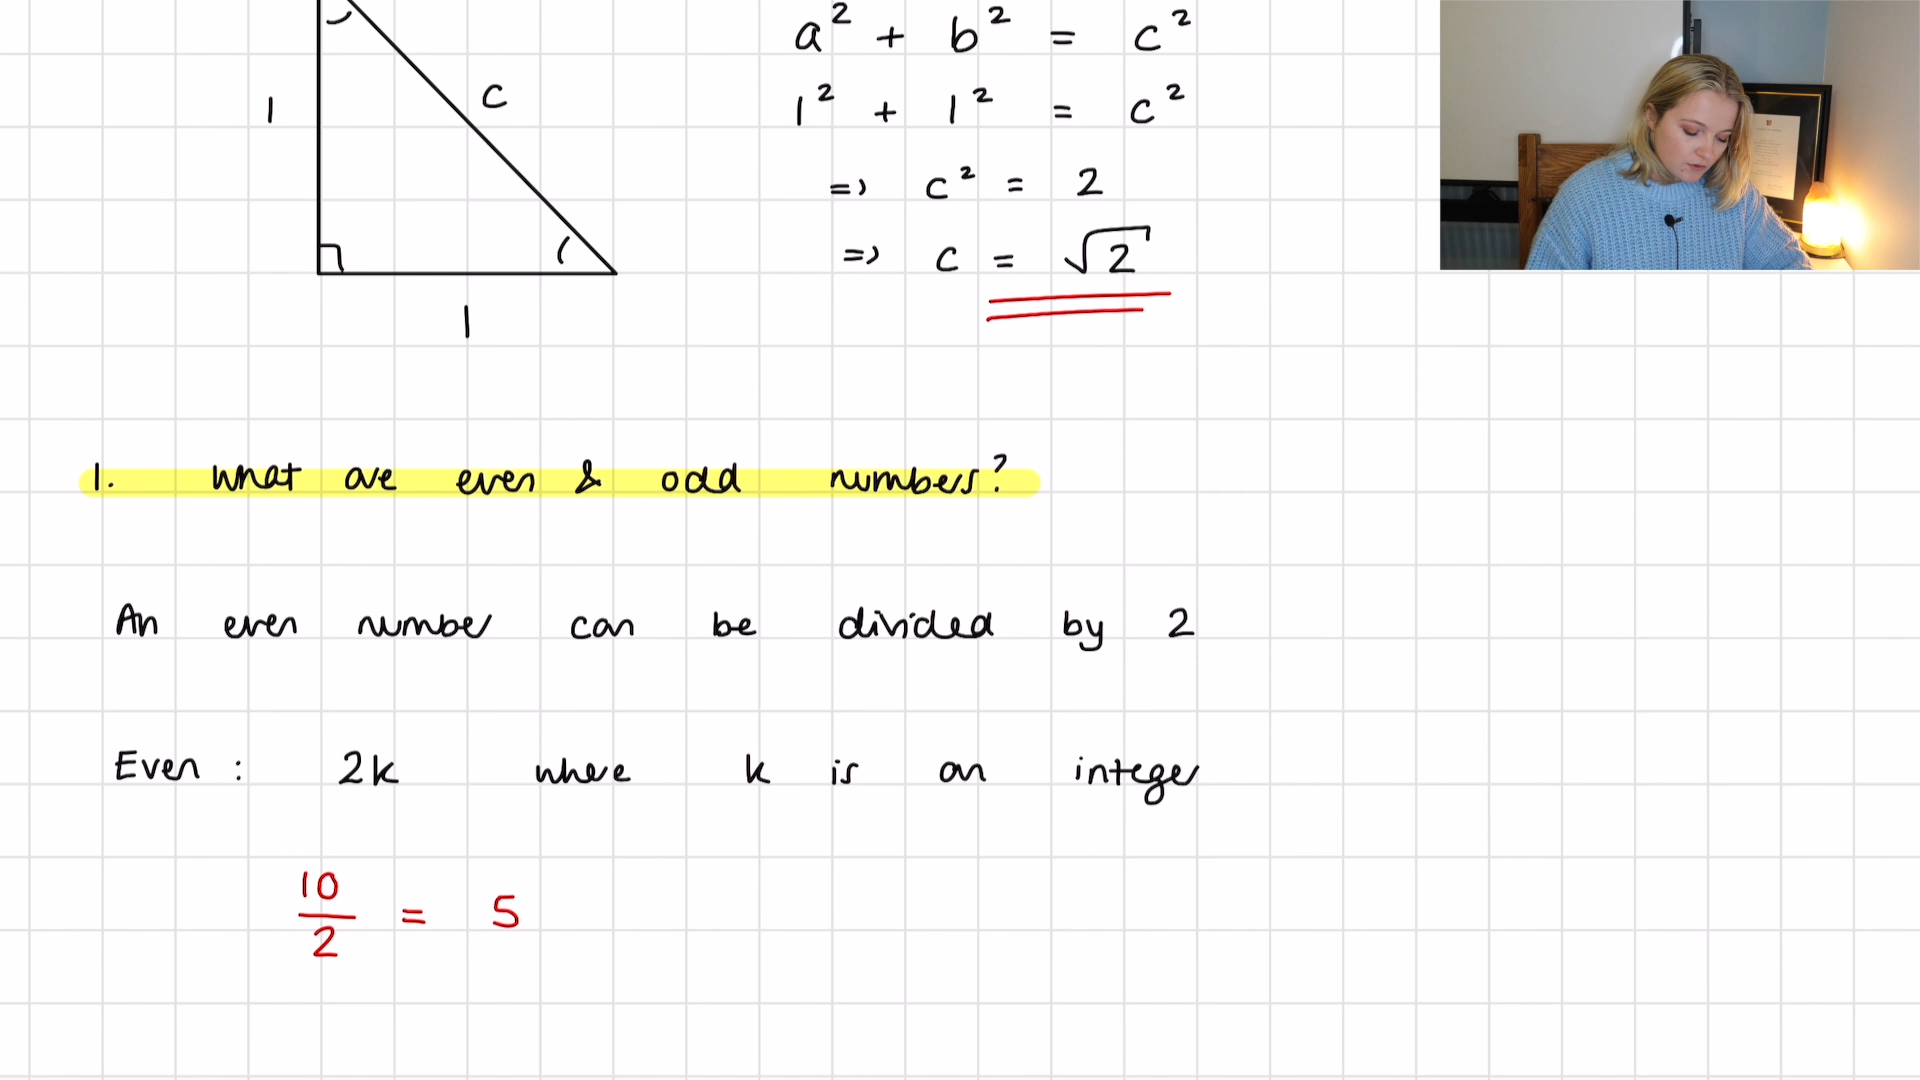 a² + b² = c²
1² + 1² = c²
=> c² = 2
=> c = √2
1
c
1
1. What are even & odd numbers?
An even number can be divided by 2
Even : 2k where k is an integer
10/2 = 5